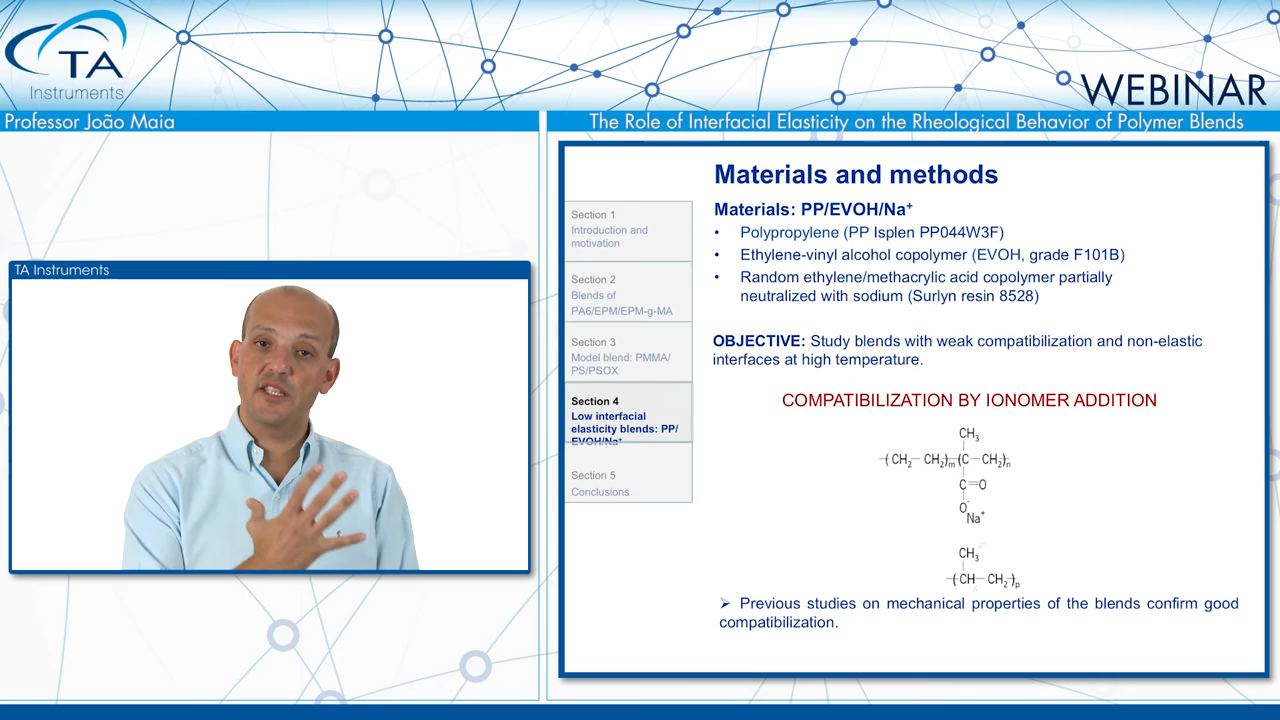 TA
Instruments
WEBINAR
Professor João Maia
The Role of Interfacial Elasticity on the Rheological Behavior of Polymer Blends
TA Instruments
Section 1
Introduction and
motivation
Section 2
Blends of
PA6/EPM/EPM-g-MA
Section 3
Model blend: PMMA/
PS/PSOX
Section 4
Low interfacial
elasticity blends: PP/
EVOH/Na⁺
Section 5
Conclusions
Materials and methods
Materials: PP/EVOH/Na⁺
• Polypropylene (PP Isplen PP044W3F)
• Ethylene-vinyl alcohol copolymer (EVOH, grade F101B)
• Random ethylene/methacrylic acid copolymer partially
neutralized with sodium (Surlyn resin 8528)
OBJECTIVE: Study blends with weak compatibilization and non-elastic
interfaces at high temperature.
COMPATIBILIZATION BY IONOMER ADDITION
CH₃
—(CH₂—CH₂)m—(C—CH₂)n
C=O
O⁻
Na⁺
CH₃
—(CH—CH₂)p
➢ Previous studies on mechanical properties of the blends confirm good
compatibilization.